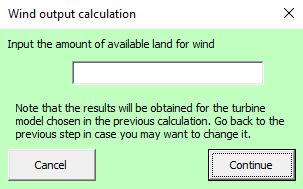 Wind output calculation
Input the amount of available land for wind
Note that the results will be obtained for the turbine
model chosen in the previous calculation. Go back to the
previous step in case you may want to change it.
Cancel
Continue